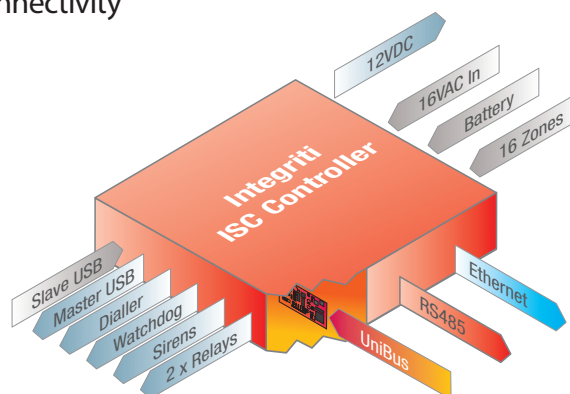 nnectivity
12VDC
16VAC In
Battery
16 Zones
Integriti
ISC Controller
Slave USB
Master USB
Dialler
Watchdog
Sirens
2 x Relays
UniBus
RS485
Ethernet